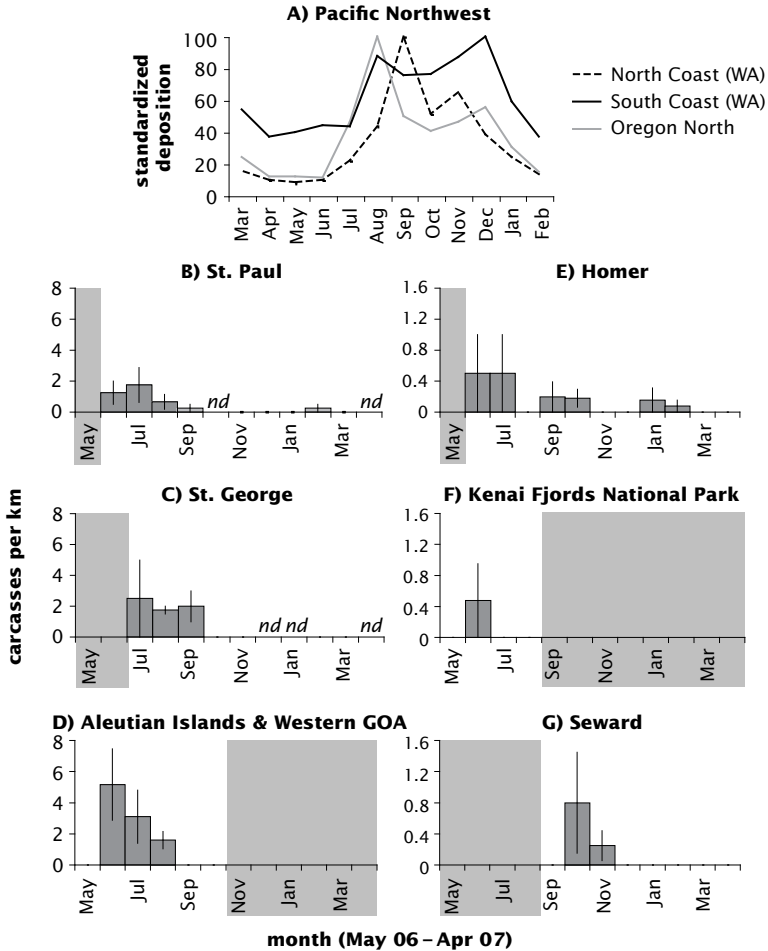 A) Pacific Northwest
standardized
deposition
100
80
60
40
20
0
Mar Apr May Jun Jul Aug Sep Oct Nov Dec Jan Feb
North Coast (WA)
South Coast (WA)
Oregon North
carcasses per km
B) St. Paul
8
6
4
2
0
nd nd
May Jul Sep Nov Jan Mar
E) Homer
1.6
1.2
0.8
0.4
0
May Jul Sep Nov Jan Mar
C) St. George
8
6
4
2
0
nd nd nd
May Jul Sep Nov Jan Mar
F) Kenai Fjords National Park
1.6
1.2
0.8
0.4
0
May Jul Sep Nov Jan Mar
D) Aleutian Islands & Western GOA
8
6
4
2
0
May Jul Sep Nov Jan Mar
G) Seward
1.6
1.2
0.8
0.4
0
May Jul Sep Nov Jan Mar
month (May 06 – Apr 07)